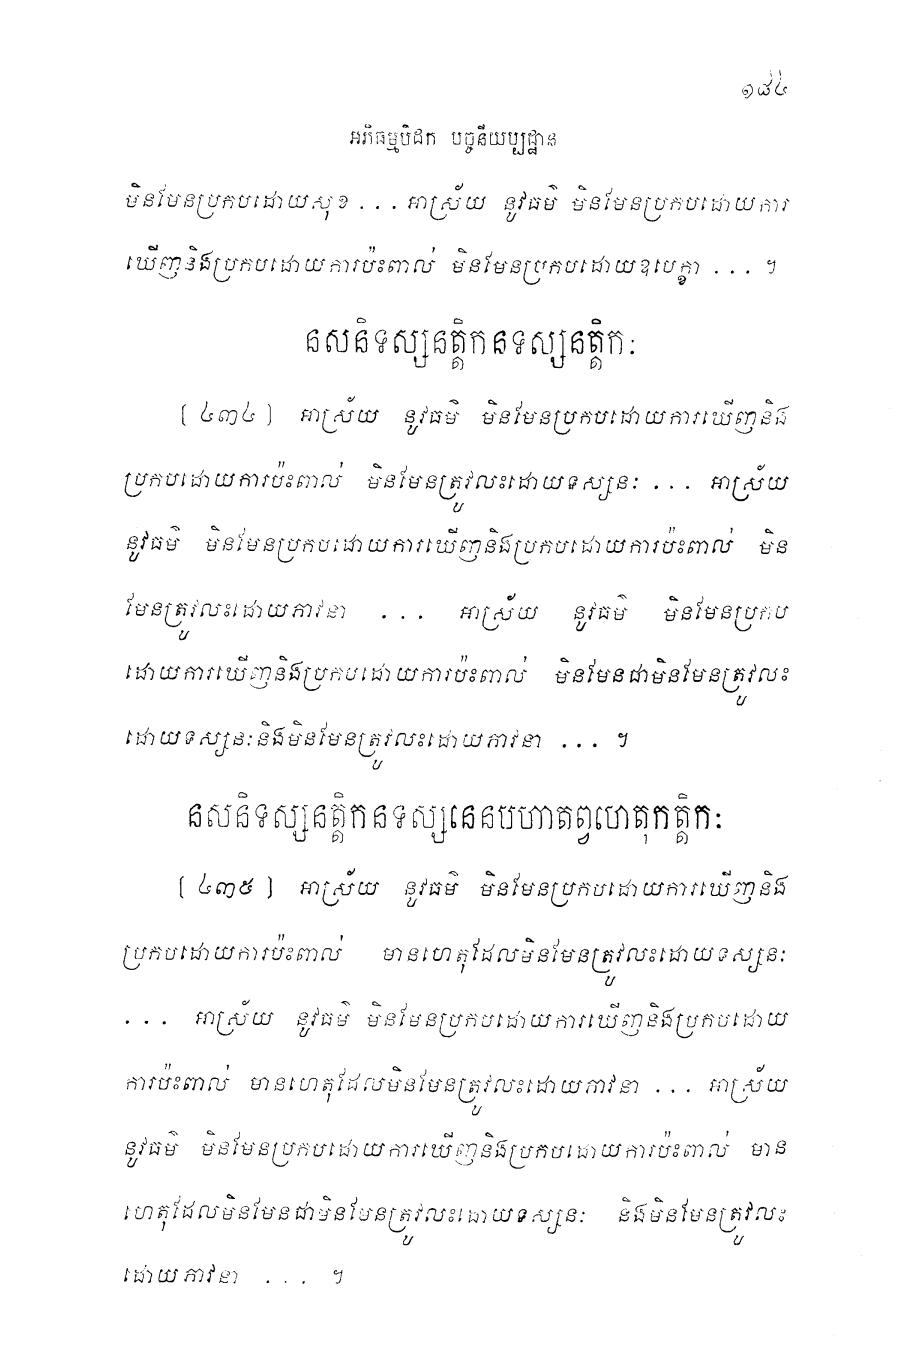 ១៨៤
អភិធម្មបិដក បច្ចនីយប្បដ្ឋាន
មិនមែនប្រកបដោយសុខ ... អាស្រ័យ នូវធម៌ មិនមែនប្រកបដោយការ
ឃើញនិងប្រកបដោយការប៉ះពាល់ មិនមែនប្រកបដោយឧបេក្ខា ... ។
នសនិទស្សនត្តិកនទស្សនត្តិកៈ
[៤៣៤] អាស្រ័យ នូវធម៌ មិនមែនប្រកបដោយការឃើញនិង
ប្រកបដោយការប៉ះពាល់ មិនមែនត្រូវលះដោយទស្សនៈ ... អាស្រ័យ
នូវធម៌ មិនមែនប្រកបដោយការឃើញនិងប្រកបដោយការប៉ះពាល់ មិន
មែនត្រូវលះដោយភាវនា ... អាស្រ័យ នូវធម៌ មិនមែនប្រកប
ដោយការឃើញនិងប្រកបដោយការប៉ះពាល់ មិនមែនជាមិនមែនត្រូវលះ
ដោយទស្សនៈនិងមិនមែនត្រូវលះដោយភាវនា ... ។
នសនិទស្សនត្តិកនទស្សនេនបហាតព្វហេតុកត្តិកៈ
[៤៣៥] អាស្រ័យ នូវធម៌ មិនមែនប្រកបដោយការឃើញនិង
ប្រកបដោយការប៉ះពាល់ មានហេតុដែលមិនមែនត្រូវលះដោយទស្សនៈ
... អាស្រ័យ នូវធម៌ មិនមែនប្រកបដោយការឃើញនិងប្រកបដោយ
ការប៉ះពាល់ មានហេតុដែលមិនមែនត្រូវលះដោយភាវនា ... អាស្រ័យ
នូវធម៌ មិនមែនប្រកបដោយការឃើញនិងប្រកបដោយការប៉ះពាល់ មាន
ហេតុដែលមិនមែនជាមិនមែនត្រូវលះដោយទស្សនៈ និងមិនមែនត្រូវលះ
ដោយភាវនា ... ។